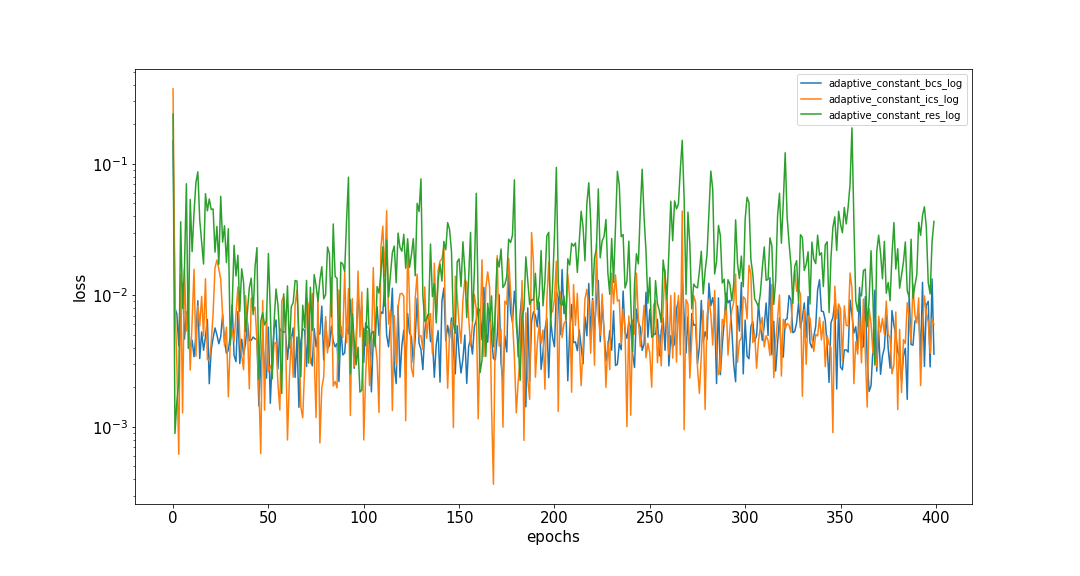 adaptive_constant_bcs_log
adaptive_constant_ics_log
adaptive_constant_res_log
loss
10⁻¹
10⁻²
10⁻³
0 50 100 150 200 250 300 350 400
epochs